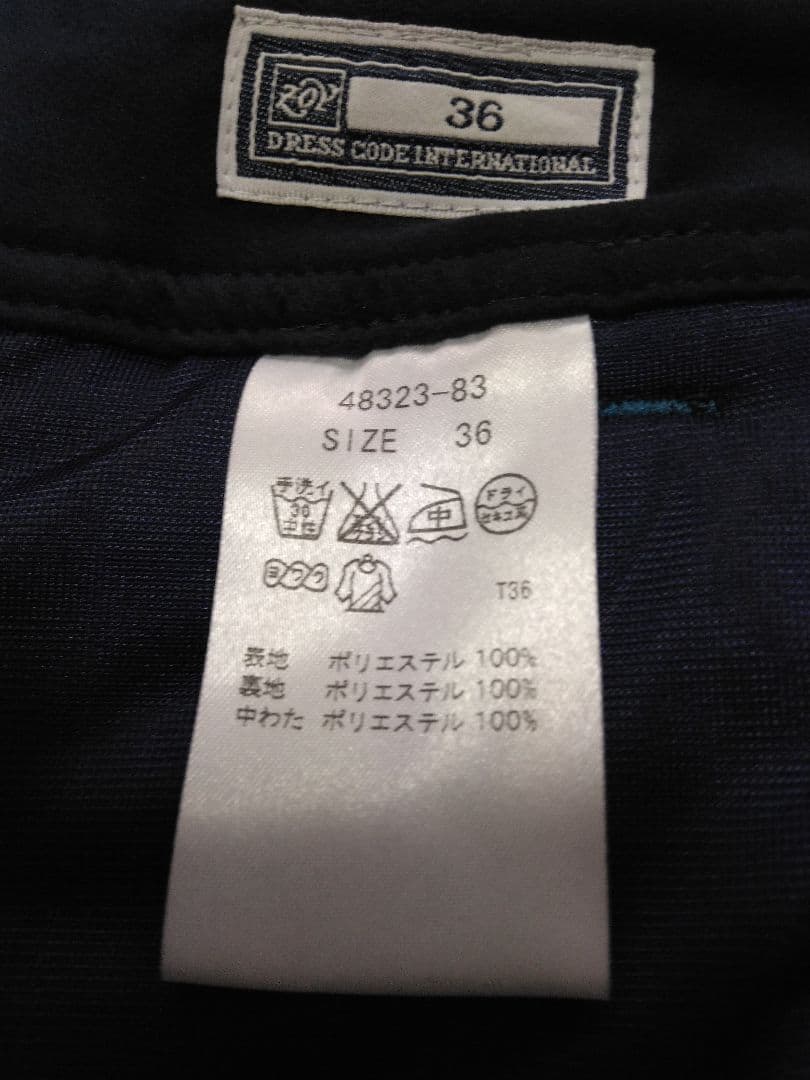 ZOY
36
DRESS CODE INTERNATIONAL
48323-83
SIZE 36
手洗イ
30
中性
中
ドライ
セキユ系
ヨワク
T36
表地 ポリエステル 100%
裏地 ポリエステル 100%
中わた ポリエステル 100%